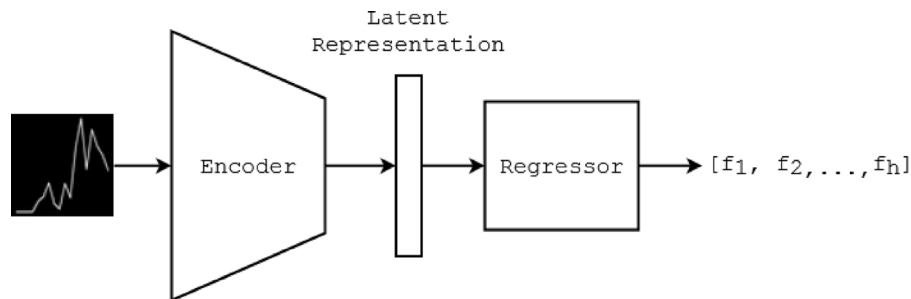 Latent
Representation
Encoder
Regressor
[f1, f2,...,fh]